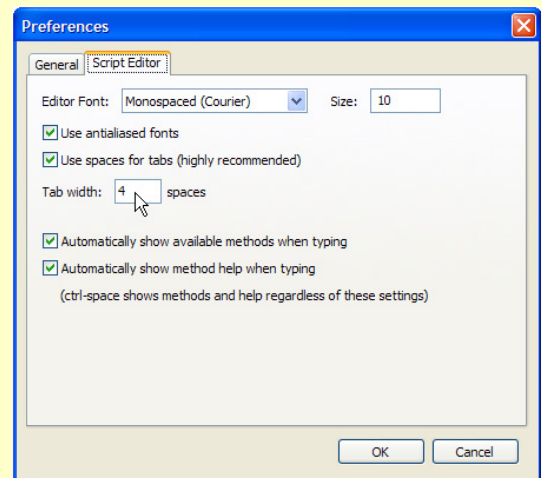 Preferences
General Script Editor
Editor Font: Monospaced (Courier) Size: 10
Use antialiased fonts
Use spaces for tabs (highly recommended)
Tab width: 4 spaces
Automatically show available methods when typing
Automatically show method help when typing
(ctrl-space shows methods and help regardless of these settings)
OK Cancel